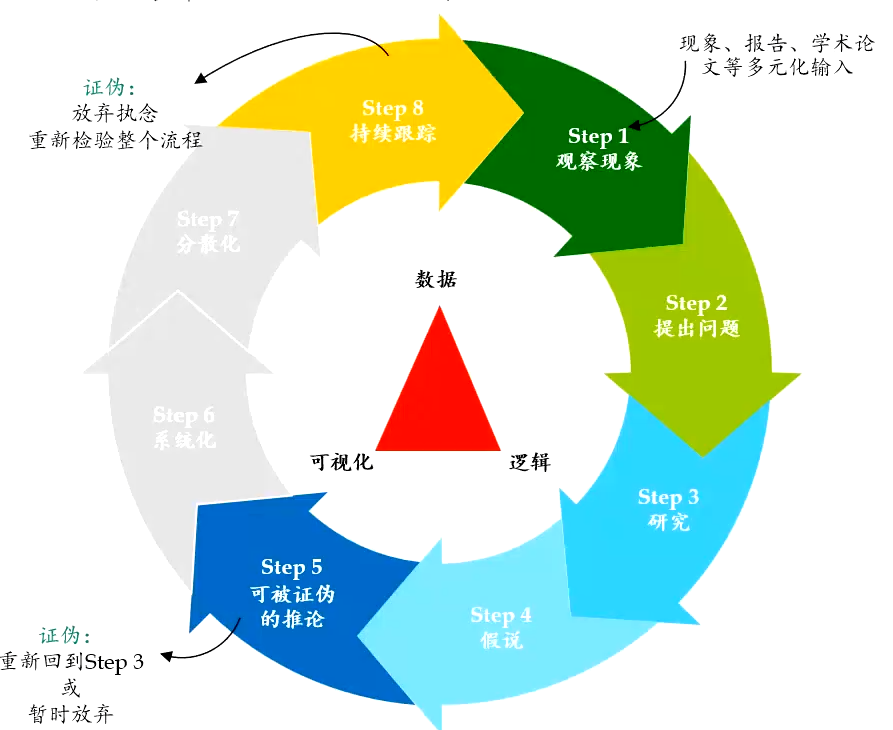 现象、报告、学术论
文等多元化输入
证伪：
放弃执念
重新检验整个流程
Step 8
持续跟踪
Step 1
观察现象
Step 7
分散化
数据
Step 2
提出问题
Step 6
系统化
可视化
逻辑
Step 3
研究
Step 5
可被证伪
的推论
Step 4
假说
证伪：
重新回到Step 3
或
暂时放弃